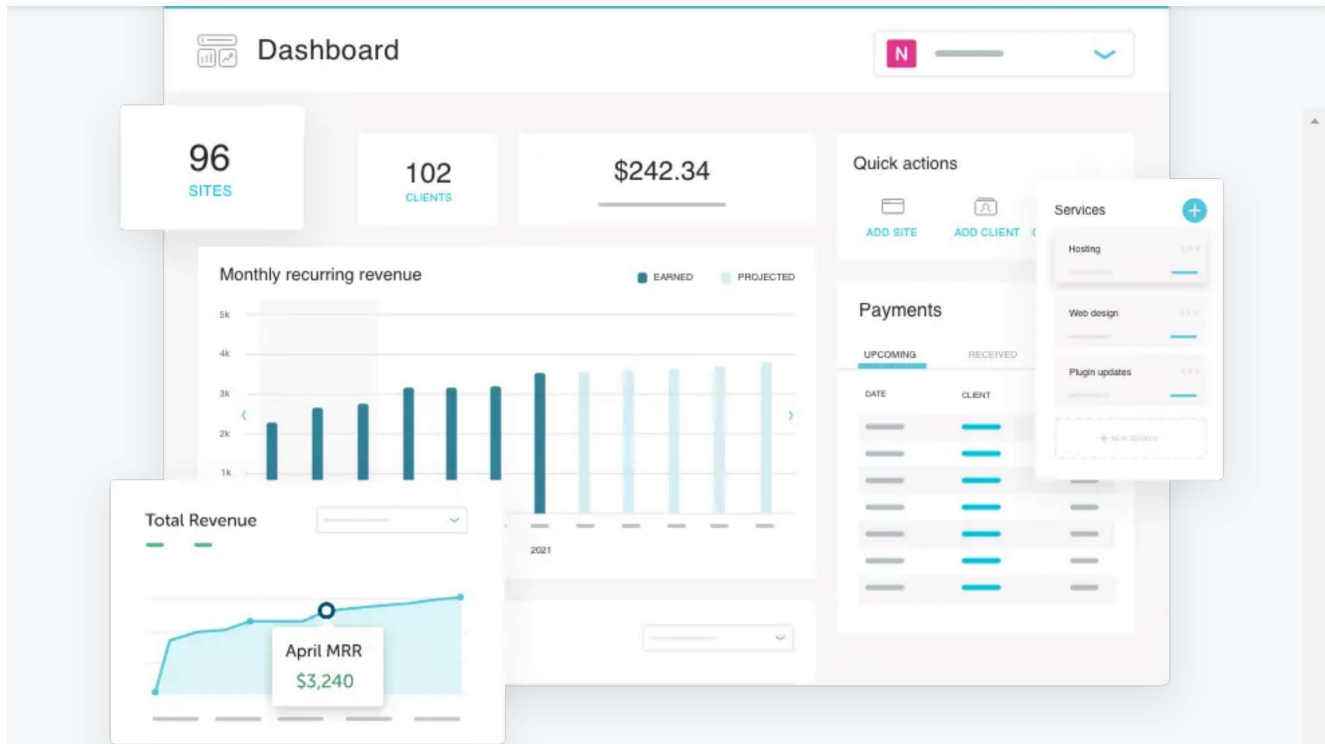 Dashboard
N
96
SITES
102
CLIENTS
$242.34
Quick actions
ADD SITE
ADD CLIENT
Services
+
Hosting
Web design
Plugin updates
+ NEW SERVICE
Monthly recurring revenue
EARNED
PROJECTED
5k
4k
3k
2k
1k
2021
Payments
UPCOMING
RECEIVED
DATE
CLIENT
Total Revenue
April MRR
$3,240